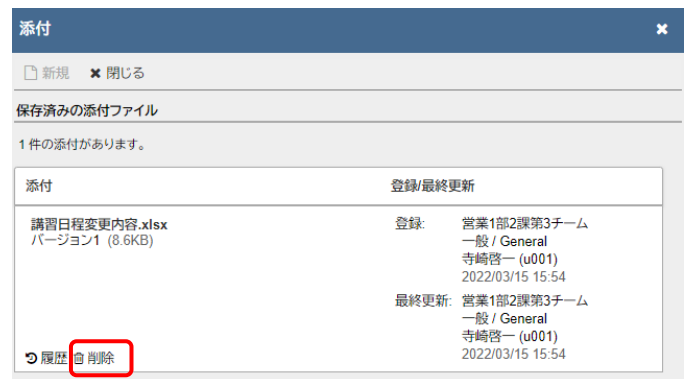 添付
新規 閉じる
保存済みの添付ファイル
1 件の添付があります。
添付 登録/最終更新
講習日程変更内容.xlsx
バージョン1 (8.6KB)
登録: 営業1部2課第3チーム
一般 / General
寺崎啓一 (u001)
2022/03/15 15:54
最終更新: 営業1部2課第3チーム
一般 / General
寺崎啓一 (u001)
2022/03/15 15:54
履歴 削除